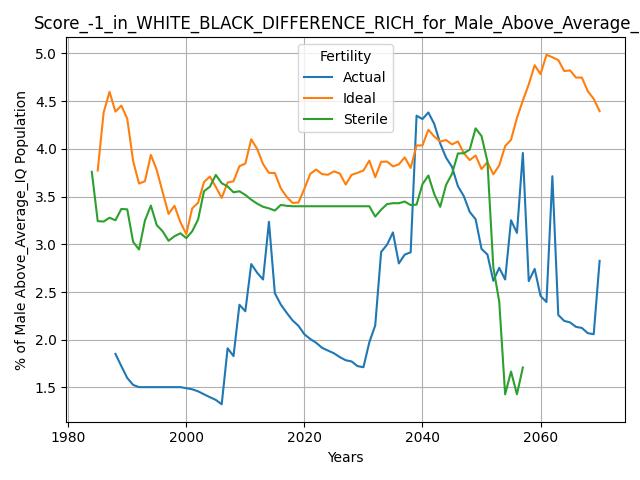 Score_-1_in_WHITE_BLACK_DIFFERENCE_RICH_for_Male_Above_Average_
Fertility
Actual
Ideal
Sterile
% of Male Above_Average_IQ Population
5.0
4.5
4.0
3.5
3.0
2.5
2.0
1.5
1980
2000
2020
2040
2060
Years